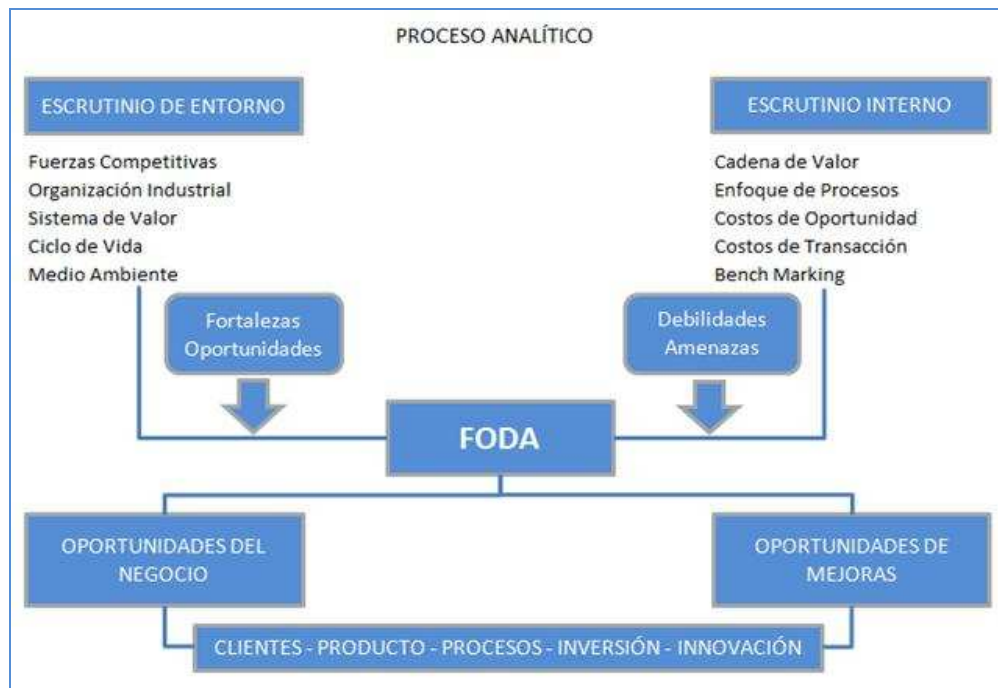 PROCESO ANALÍTICO
ESCRUTINIO DE ENTORNO
Fuerzas Competitivas
Organización Industrial
Sistema de Valor
Ciclo de Vida
Medio Ambiente
ESCRUTINIO INTERNO
Cadena de Valor
Enfoque de Procesos
Costos de Oportunidad
Costos de Transacción
Bench Marking
Fortalezas
Oportunidades
Debilidades
Amenazas
FODA
OPORTUNIDADES DEL
NEGOCIO
OPORTUNIDADES DE
MEJORAS
CLIENTES - PRODUCTO - PROCESOS - INVERSIÓN - INNOVACIÓN